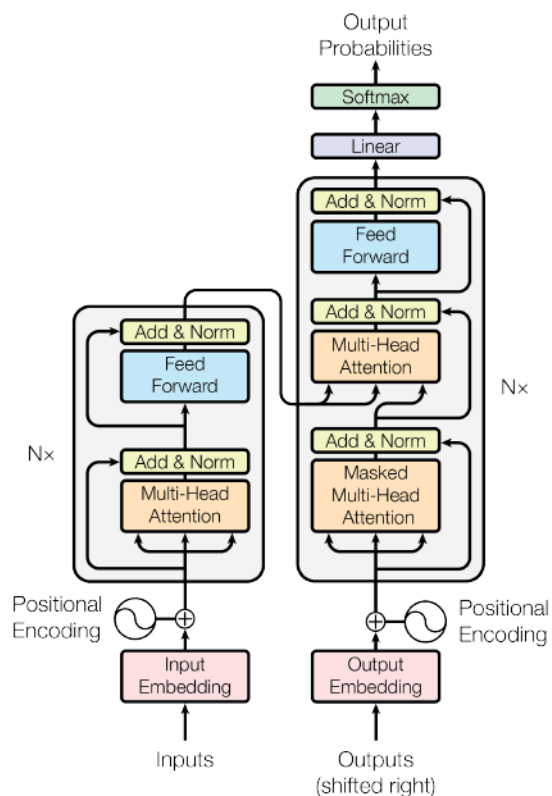 Output
Probabilities
Softmax
Linear
Add & Norm
Feed
Forward
Add & Norm
Multi-Head
Attention
Add & Norm
Masked
Multi-Head
Attention
N×
Add & Norm
Feed
Forward
Add & Norm
Multi-Head
Attention
N×
Positional
Encoding
Positional
Encoding
Input
Embedding
Output
Embedding
Inputs
Outputs
(shifted right)